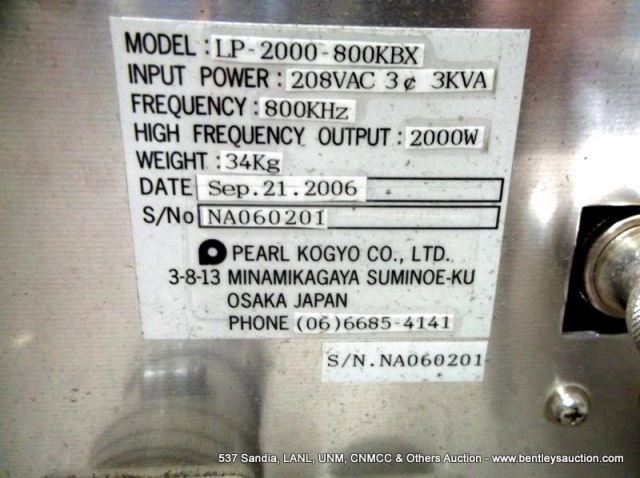 MODEL : LP-2000-800KBX
INPUT POWER : 208VAC 3¢ 3KVA
FREQUENCY : 800KHz
HIGH FREQUENCY OUTPUT : 2000W
WEIGHT : 34Kg
DATE Sep.21.2006
S/No NA060201
PEARL KOGYO CO., LTD.
3-8-13 MINAMIKAGAYA SUMINOE-KU
OSAKA JAPAN
PHONE (06)6685-4141
S/N.NA060201
537 Sandia, LANL, UNM, CNMCC & Others Auction - www.bentleysauction.com